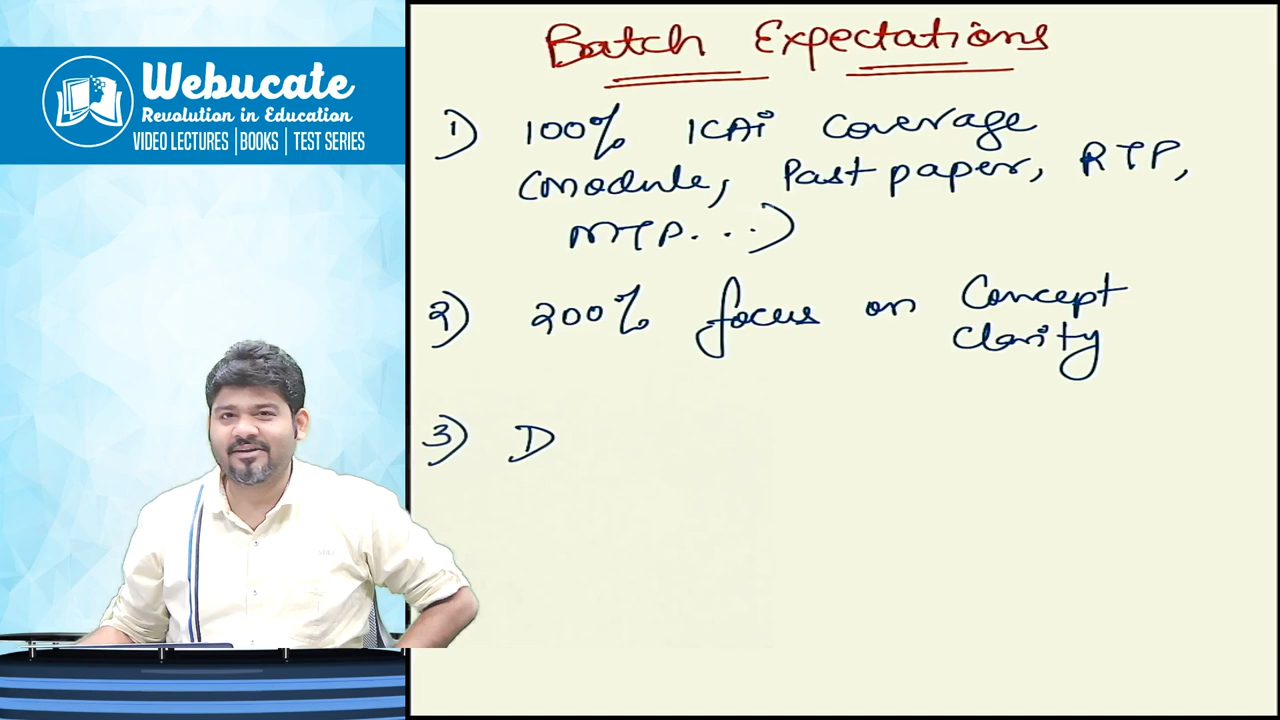 Webucate
Revolution in Education
VIDEO LECTURES | BOOKS | TEST SERIES
Batch Expectations
1) 100% ICAi Coverage
(Module, Past paper, RTP,
MTP. . . .)
2) 200% focus on Concept
Clarity
3) D